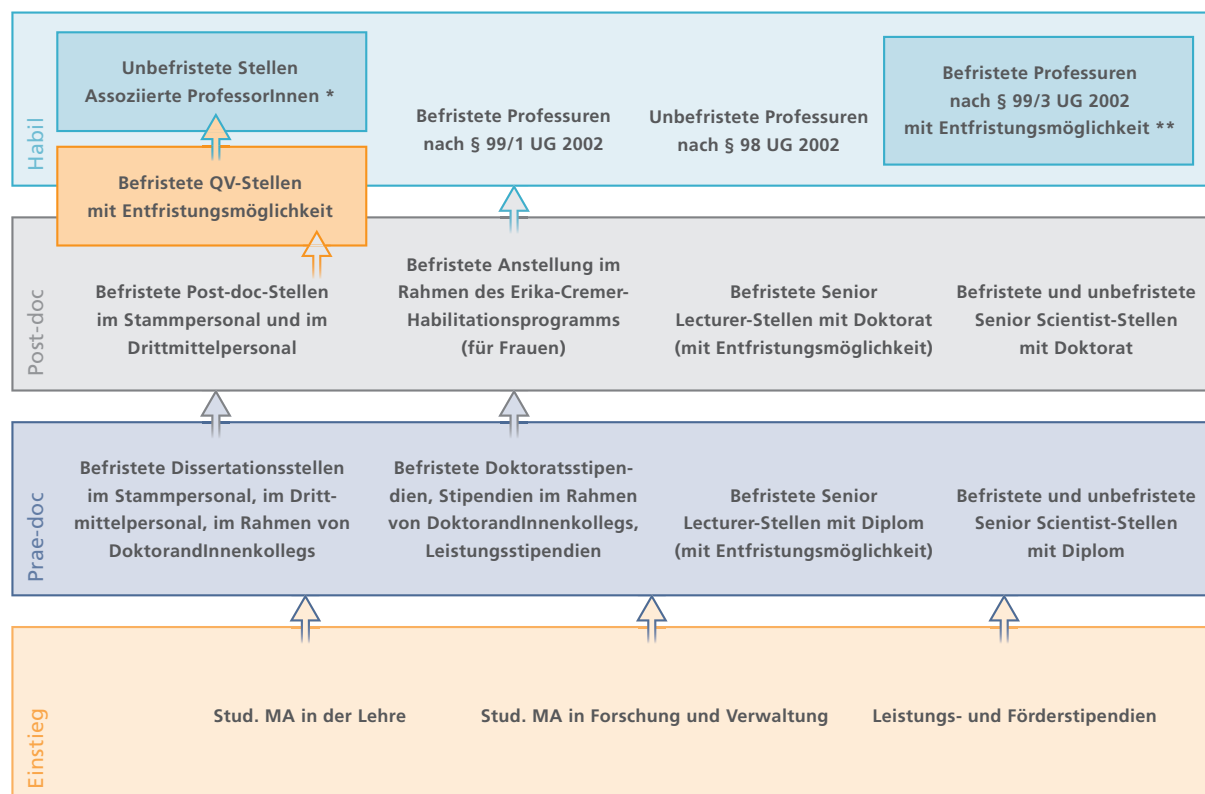 Habil
Unbefristete Stellen
Assoziierte ProfessorInnen *
Befristete QV-Stellen
mit Entfristungsmöglichkeit
Befristete Professuren
nach § 99/1 UG 2002
Unbefristete Professuren
nach § 98 UG 2002
Befristete Professuren
nach § 99/3 UG 2002
mit Entfristungsmöglichkeit **
Post-doc
Befristete Post-doc-Stellen
im Stammpersonal und im
Drittmittelpersonal
Befristete Anstellung im
Rahmen des Erika-Cremer-
Habilitationsprogramms
(für Frauen)
Befristete Senior
Lecturer-Stellen mit Doktorat
(mit Entfristungsmöglichkeit)
Befristete und unbefristete
Senior Scientist-Stellen
mit Doktorat
Prae-doc
Befristete Dissertationsstellen
im Stammpersonal, im Dritt-
mittelpersonal, im Rahmen von
DoktorandInnenkollegs
Befristete Doktoratsstipen-
dien, Stipendien im Rahmen
von DoktorandInnenkollegs,
Leistungsstipendien
Befristete Senior
Lecturer-Stellen mit Diplom
(mit Entfristungsmöglichkeit)
Befristete und unbefristete
Senior Scientist-Stellen
mit Diplom
Einstieg
Stud. MA in der Lehre
Stud. MA in Forschung und Verwaltung
Leistungs- und Förderstipendien